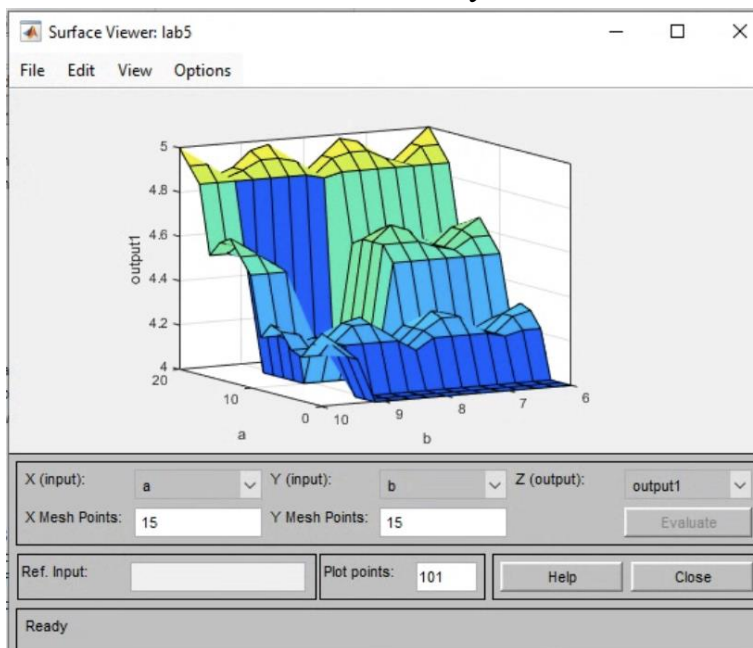 Surface Viewer: lab5
File Edit View Options
5
4.8
4.6
4.4
4.2
4
output1
20
10
0
a
10
9
8
7
6
b
X (input): a Y (input): b Z (output): output1
X Mesh Points: 15 Y Mesh Points: 15 Evaluate
Ref. Input: Plot points: 101 Help Close
Ready